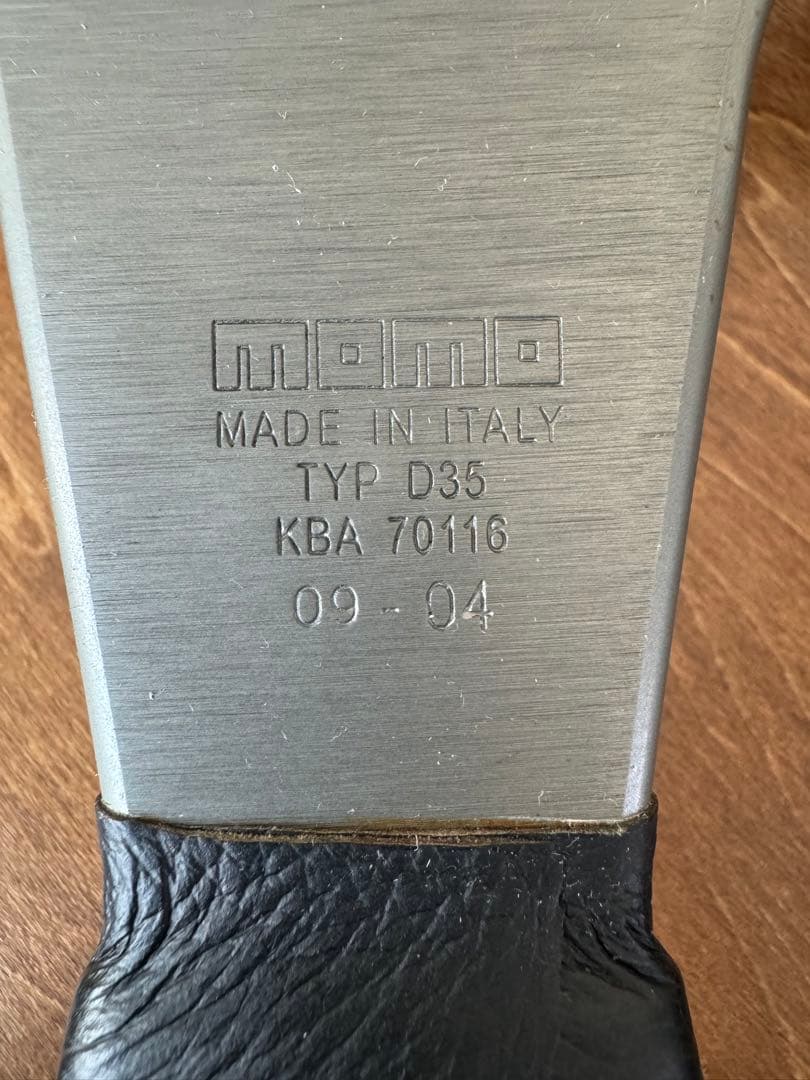 momo
MADE IN ITALY
TYP D35
KBA 70116
09 - 04